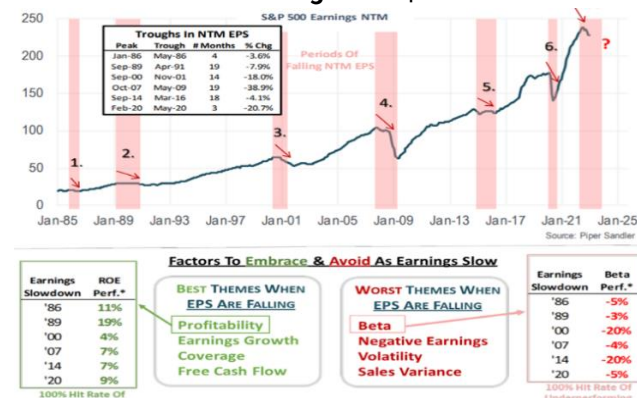 S&P 500 Earnings NTM
250
200
150
100
50
0
Troughs In NTM EPS
Peak Trough # Months % Chg
Jan-86 May-86 4 -3.6%
Sep-89 Apr-91 19 -7.9%
Sep-00 Nov-01 14 -18.0%
Oct-07 May-09 19 -38.9%
Sep-14 Mar-16 18 -4.1%
Feb-20 May-20 3 -20.7%
Periods Of
Falling NTM EPS
1.
2.
3.
4.
5.
6.
?
Jan-85 Jan-89 Jan-93 Jan-97 Jan-01 Jan-05 Jan-09 Jan-13 Jan-17 Jan-21 Jan-25
Source: Piper Sandler
Factors To Embrace & Avoid As Earnings Slow
Earnings Slowdown ROE Perf.*
'86 11%
'89 19%
'00 4%
'07 7%
'14 7%
'20 9%
100% Hit Rate Of
BEST THEMES WHEN
EPS ARE FALLING
Profitability
Earnings Growth
Coverage
Free Cash Flow
WORST THEMES WHEN
EPS ARE FALLING
Beta
Negative Earnings
Volatility
Sales Variance
Earnings Slowdown Beta Perf.*
'86 -5%
'89 -3%
'00 -20%
'07 -4%
'14 -20%
'20 -5%
100% Hit Rate Of